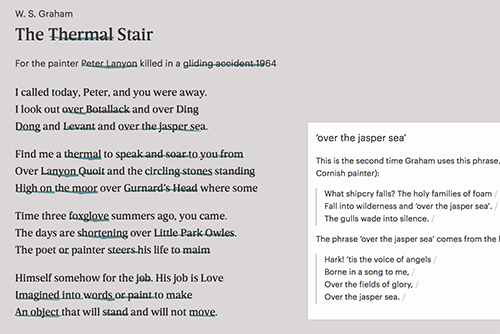 W. S. Graham
The Thermal Stair
For the painter Peter Lanyon killed in a gliding accident 1964
I called today, Peter, and you were away.
I look out over Botallack and over Ding
Dong and Levant and over the jasper sea.
Find me a thermal to speak and soar to you from
Over Lanyon Quoit and the circling stones standing
High on the moor over Gurnard's Head where some
Time three foxglove summers ago, you came.
The days are shortening over Little Park Owles.
The poet or painter steers his life to maim
Himself somehow for the job. His job is Love
Imagined into words or paint to make
An object that will stand and will not move.
‘over the jasper sea’
This is the second time Graham uses this phrase.
Cornish painter):
What shipcry falls? The holy families of foam /
Fall into wilderness and ‘over the jasper sea’. /
The gulls wade into silence. /
The phrase ‘over the jasper sea’ comes from the
Hark! ’tis the voice of angels /
Borne in a song to me, /
Over the fields of glory, /
Over the jasper sea. /